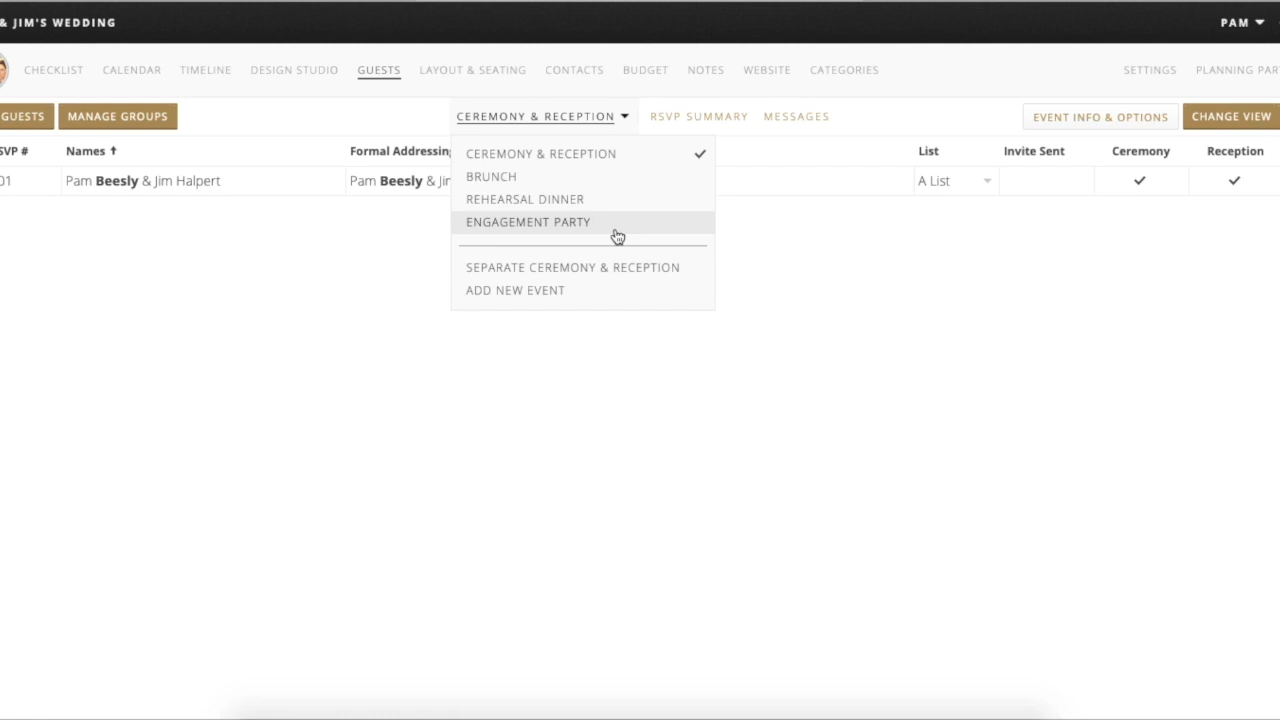 & JIM'S WEDDING
PAM
CHECKLIST CALENDAR TIMELINE DESIGN STUDIO GUESTS LAYOUT & SEATING CONTACTS BUDGET NOTES WEBSITE CATEGORIES SETTINGS PLANNING PART
GUESTS MANAGE GROUPS CEREMONY & RECEPTION RSVP SUMMARY MESSAGES EVENT INFO & OPTIONS CHANGE VIEW
SVP # Names Formal Addressing List Invite Sent Ceremony Reception
01 Pam Beesly & Jim Halpert Pam Beesly & Jim A List
CEREMONY & RECEPTION
BRUNCH
REHEARSAL DINNER
ENGAGEMENT PARTY
SEPARATE CEREMONY & RECEPTION
ADD NEW EVENT